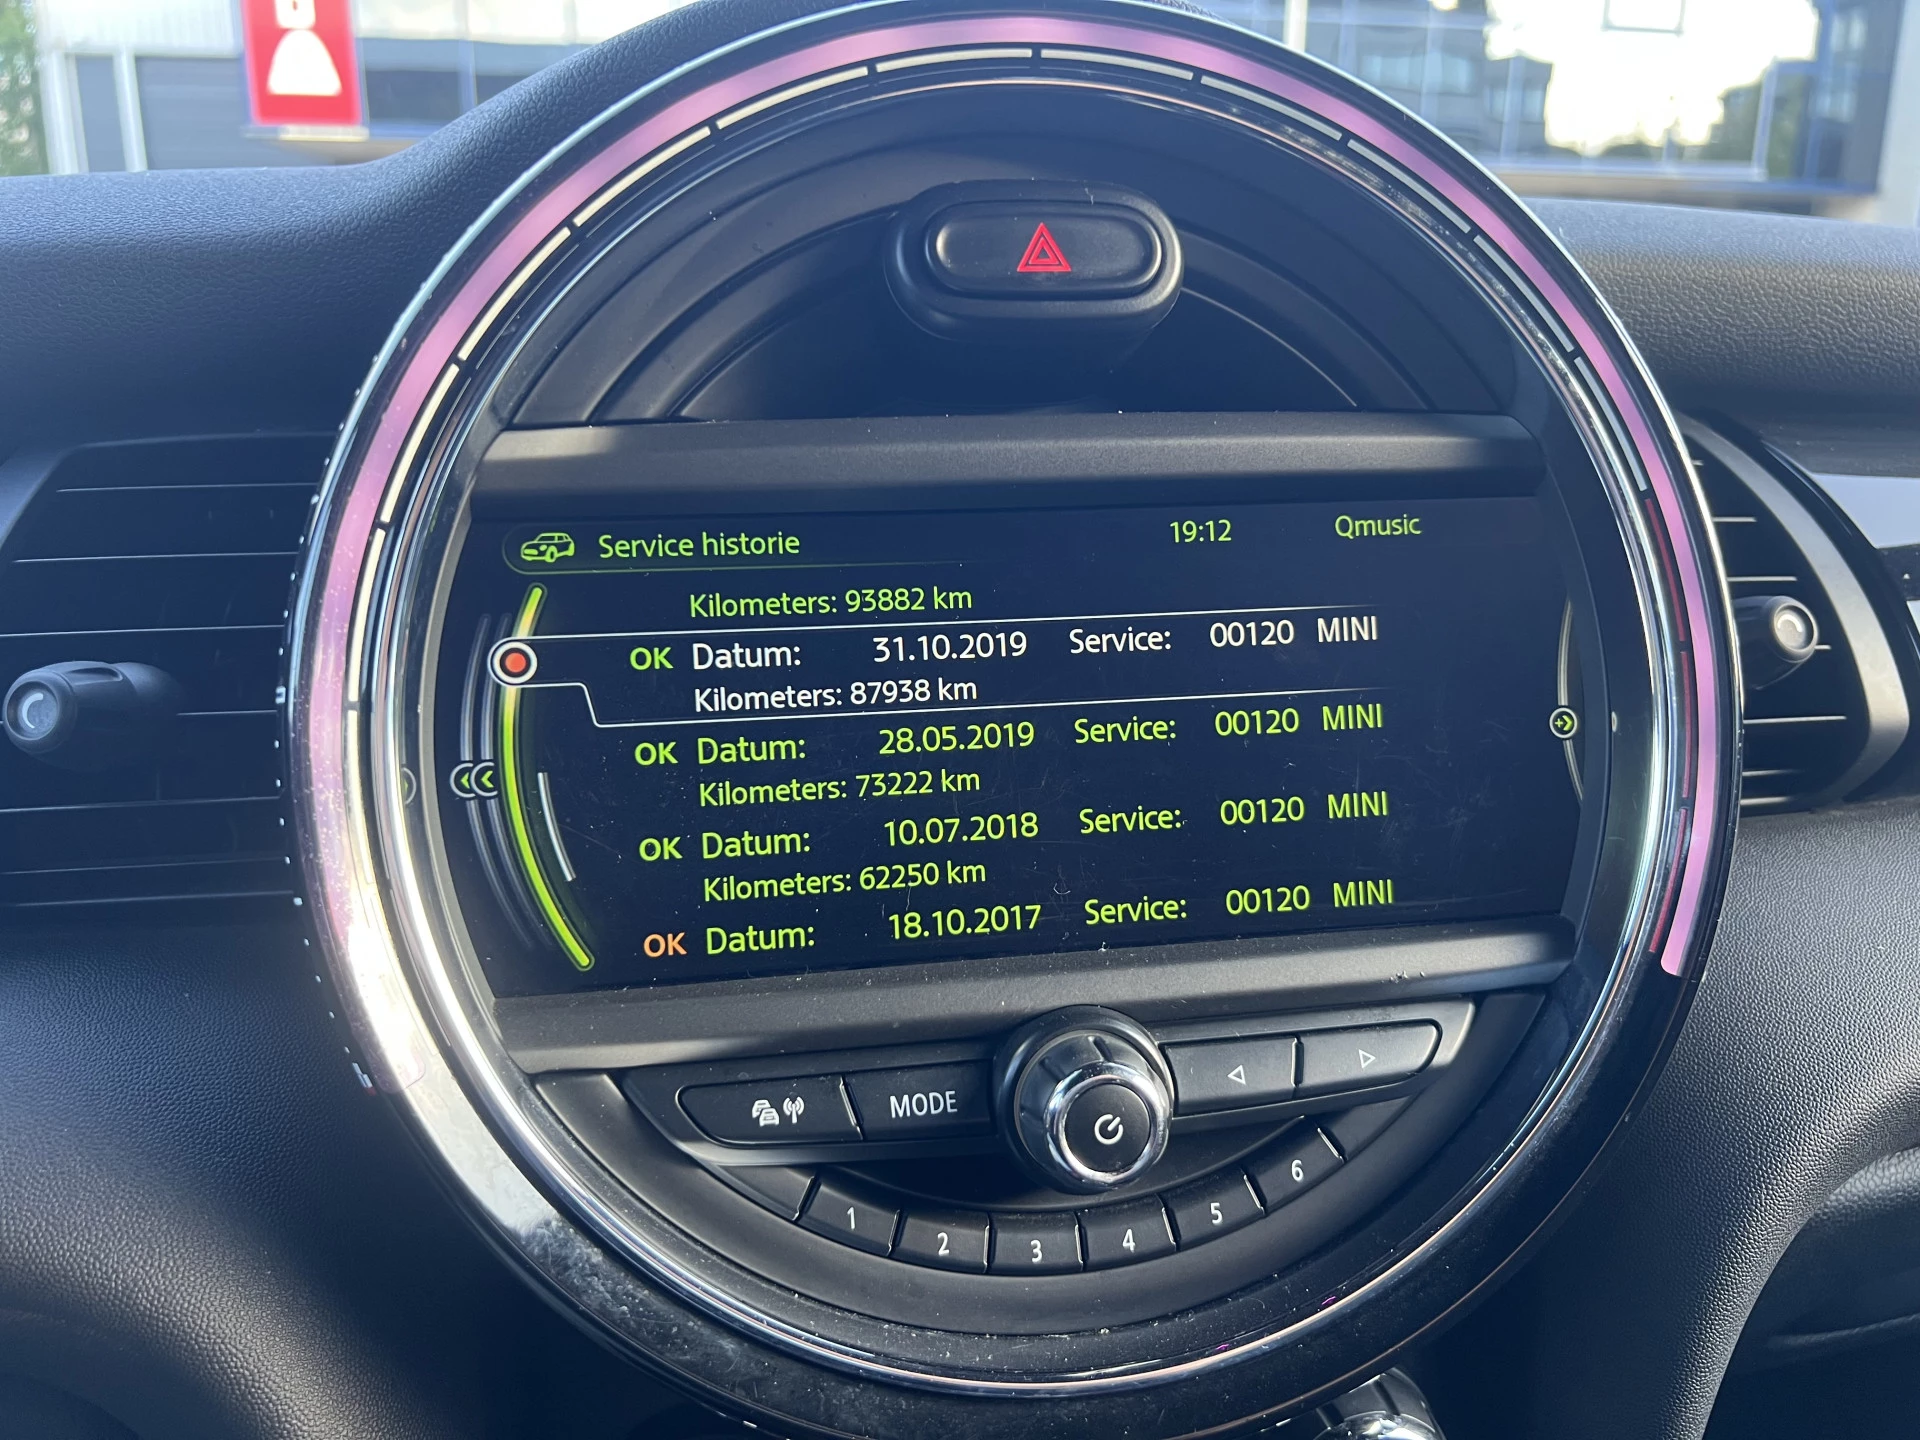 Service historie 19:12 Qmusic
Kilometers: 93882 km
OK Datum: 31.10.2019 Service: 00120 MINI
Kilometers: 87938 km
OK Datum: 28.05.2019 Service: 00120 MINI
Kilometers: 73222 km
OK Datum: 10.07.2018 Service: 00120 MINI
Kilometers: 62250 km
OK Datum: 18.10.2017 Service: 00120 MINI
MODE
1 2 3 4 5 6